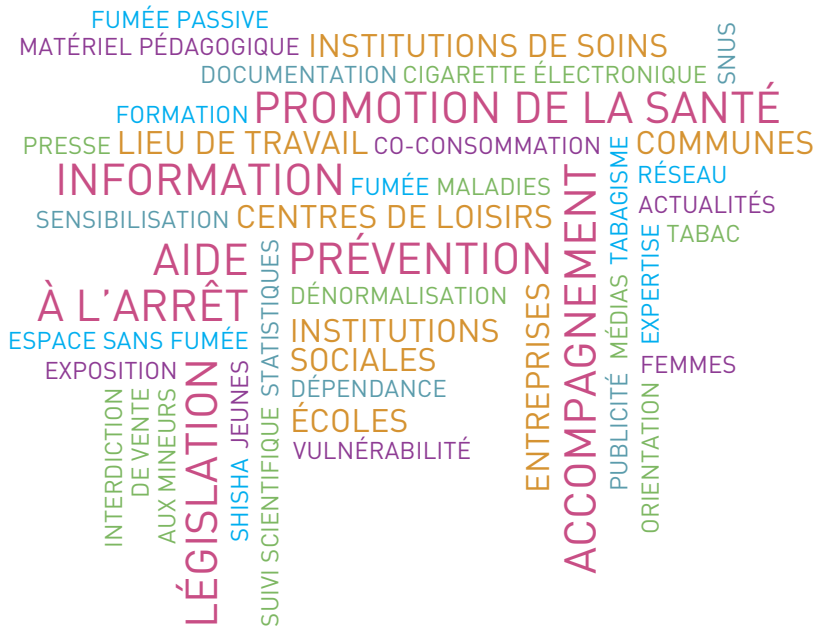 FUMÉE PASSIVE
MATÉRIEL PÉDAGOGIQUE INSTITUTIONS DE SOINS
SNUS
DOCUMENTATION CIGARETTE ÉLECTRONIQUE
FORMATION PROMOTION DE LA SANTÉ
PRESSE LIEU DE TRAVAIL CO-CONSOMMATION COMMUNES
INFORMATION FUMÉE MALADIES
RÉSEAU
ACTUALITÉS
SENSIBILISATION CENTRES DE LOISIRS
TABAC
AIDE
À L'ARRÊT
PRÉVENTION
DÉNORMALISATION
ESPACE SANS FUMÉE
EXPOSITION
INSTITUTIONS
SOCIALES
DÉPENDANCE
ÉCOLES
VULNÉRABILITÉ
FEMMES
INTERDICTION
DE VENTE
AUX MINEURS
LÉGISLATION
SHISHA JEUNES
SUIVI SCIENTIFIQUE STATISTIQUES
ENTREPRISES
ACCOMPAGNEMENT
PUBLICITÉ MÉDIAS TABAGISME
ORIENTATION
EXPERTISE